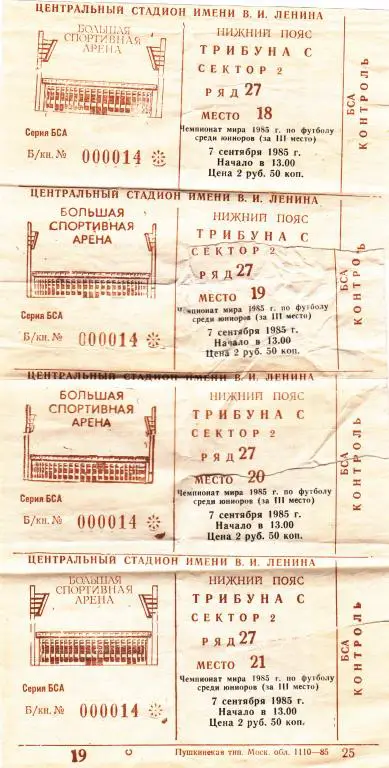 ЦЕНТРАЛЬНЫЙ СТАДИОН ИМЕНИ В. И. ЛЕНИНА
БОЛЬШАЯ
СПОРТИВНАЯ
АРЕНА
Серия БСА
Б/кн. № 000014
НИЖНИЙ ПОЯС
ТРИБУНА С
СЕКТОР 2
РЯД 27
МЕСТО 18
Чемпионат мира 1985 г. по футболу
среди юниоров (за III место)
7 сентября 1985 г.
Начало в 13.00
Цена 2 руб. 50 коп.
БСА
КОНТРОЛЬ
ЦЕНТРАЛЬНЫЙ СТАДИОН ИМЕНИ В. И. ЛЕНИНА
БОЛЬШАЯ
СПОРТИВНАЯ
АРЕНА
Серия БСА
Б/кн. № 000014
НИЖНИЙ ПОЯС
ТРИБУНА С
СЕКТОР 2
РЯД 27
МЕСТО 19
Чемпионат мира 1985 г. по футболу
среди юниоров (за III место)
7 сентября 1985 г.
Начало в 13.00
Цена 2 руб. 50 коп.
БСА
КОНТРОЛЬ
ЦЕНТРАЛЬНЫЙ СТАДИОН ИМЕНИ В. И. ЛЕНИНА
БОЛЬШАЯ
СПОРТИВНАЯ
АРЕНА
Серия БСА
Б/кн. № 000014
НИЖНИЙ ПОЯС
ТРИБУНА С
СЕКТОР 2
РЯД 27
МЕСТО 20
Чемпионат мира 1985 г. по футболу
среди юниоров (за III место)
7 сентября 1985 г.
Начало в 13.00
Цена 2 руб. 50 коп.
БСА
КОНТРОЛЬ
ЦЕНТРАЛЬНЫЙ СТАДИОН ИМЕНИ В. И. ЛЕНИНА
БОЛЬШАЯ
СПОРТИВНАЯ
АРЕНА
Серия БСА
Б/кн. № 000014
НИЖНИЙ ПОЯС
ТРИБУНА С
СЕКТОР 2
РЯД 27
МЕСТО 21
Чемпионат мира 1985 г. по футболу
среди юниоров (за III место)
7 сентября 1985 г.
Начало в 13.00
Цена 2 руб. 50 коп.
БСА
КОНТРОЛЬ
19 С Пушкинская тип. Моск. обл. 1110—85 25